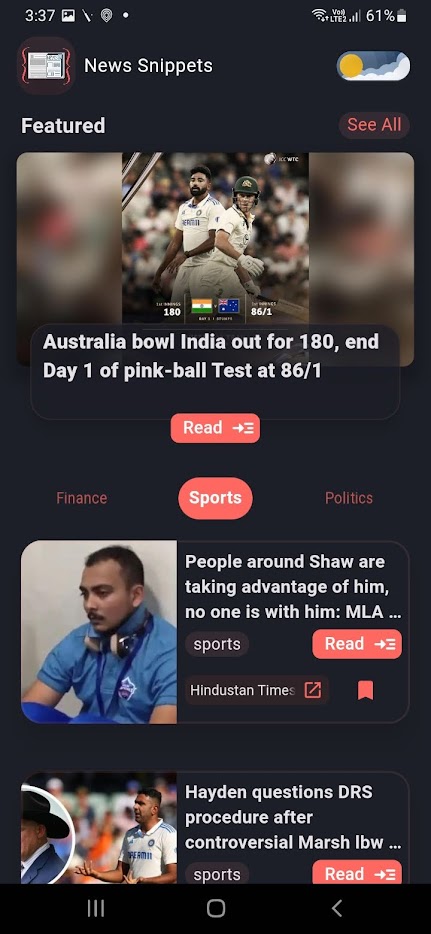 3:37
Vo))
LTE2
61%
News Snippets
Featured
See All
ICC WTC
1st INNINGS
180
1st INNINGS
86/1
Australia bowl India out for 180, end
Day 1 of pink-ball Test at 86/1
Read
Finance
Sports
Politics
People around Shaw are
taking advantage of him,
no one is with him: MLA ...
sports
Read
Hindustan Times
Hayden questions DRS
procedure after
controversial Marsh lbw ...
sports
Read